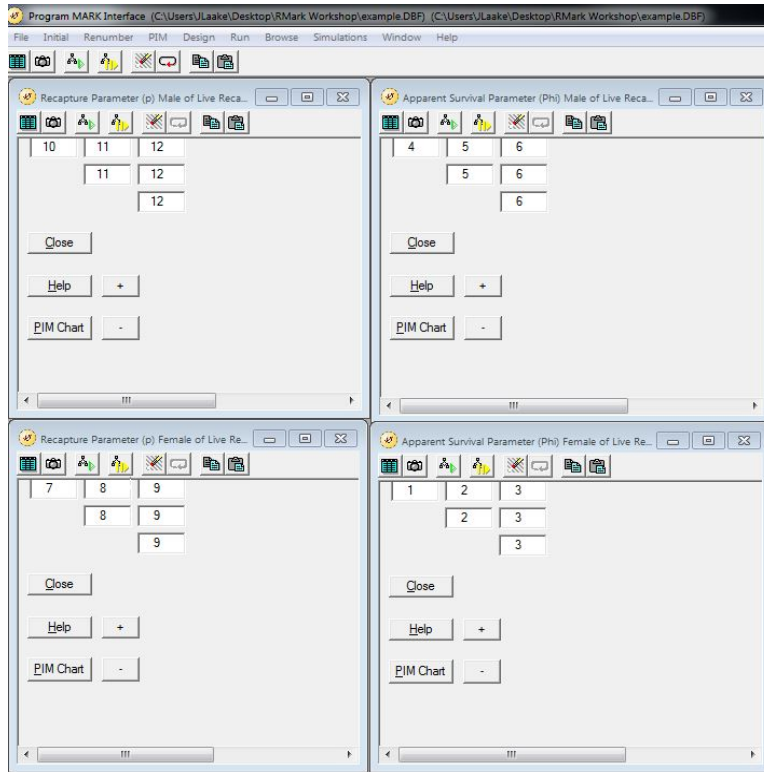 Program MARK Interface (C:\Users\JLaake\Desktop\RMark Workshop\example.DBF) (C:\Users\JLaake\Desktop\RMark Workshop\example.DBF)
File Initial Renumber PIM Design Run Browse Simulations Window Help
Recapture Parameter (p) Male of Live Reca...
10 11 12
11 12
12
Close
Help +
PIM Chart -
Apparent Survival Parameter (Phi) Male of Live Reca...
4 5 6
5 6
6
Close
Help +
PIM Chart -
Recapture Parameter (p) Female of Live Re...
7 8 9
8 9
9
Close
Help +
PIM Chart -
Apparent Survival Parameter (Phi) Female of Live Re...
1 2 3
2 3
3
Close
Help +
PIM Chart -